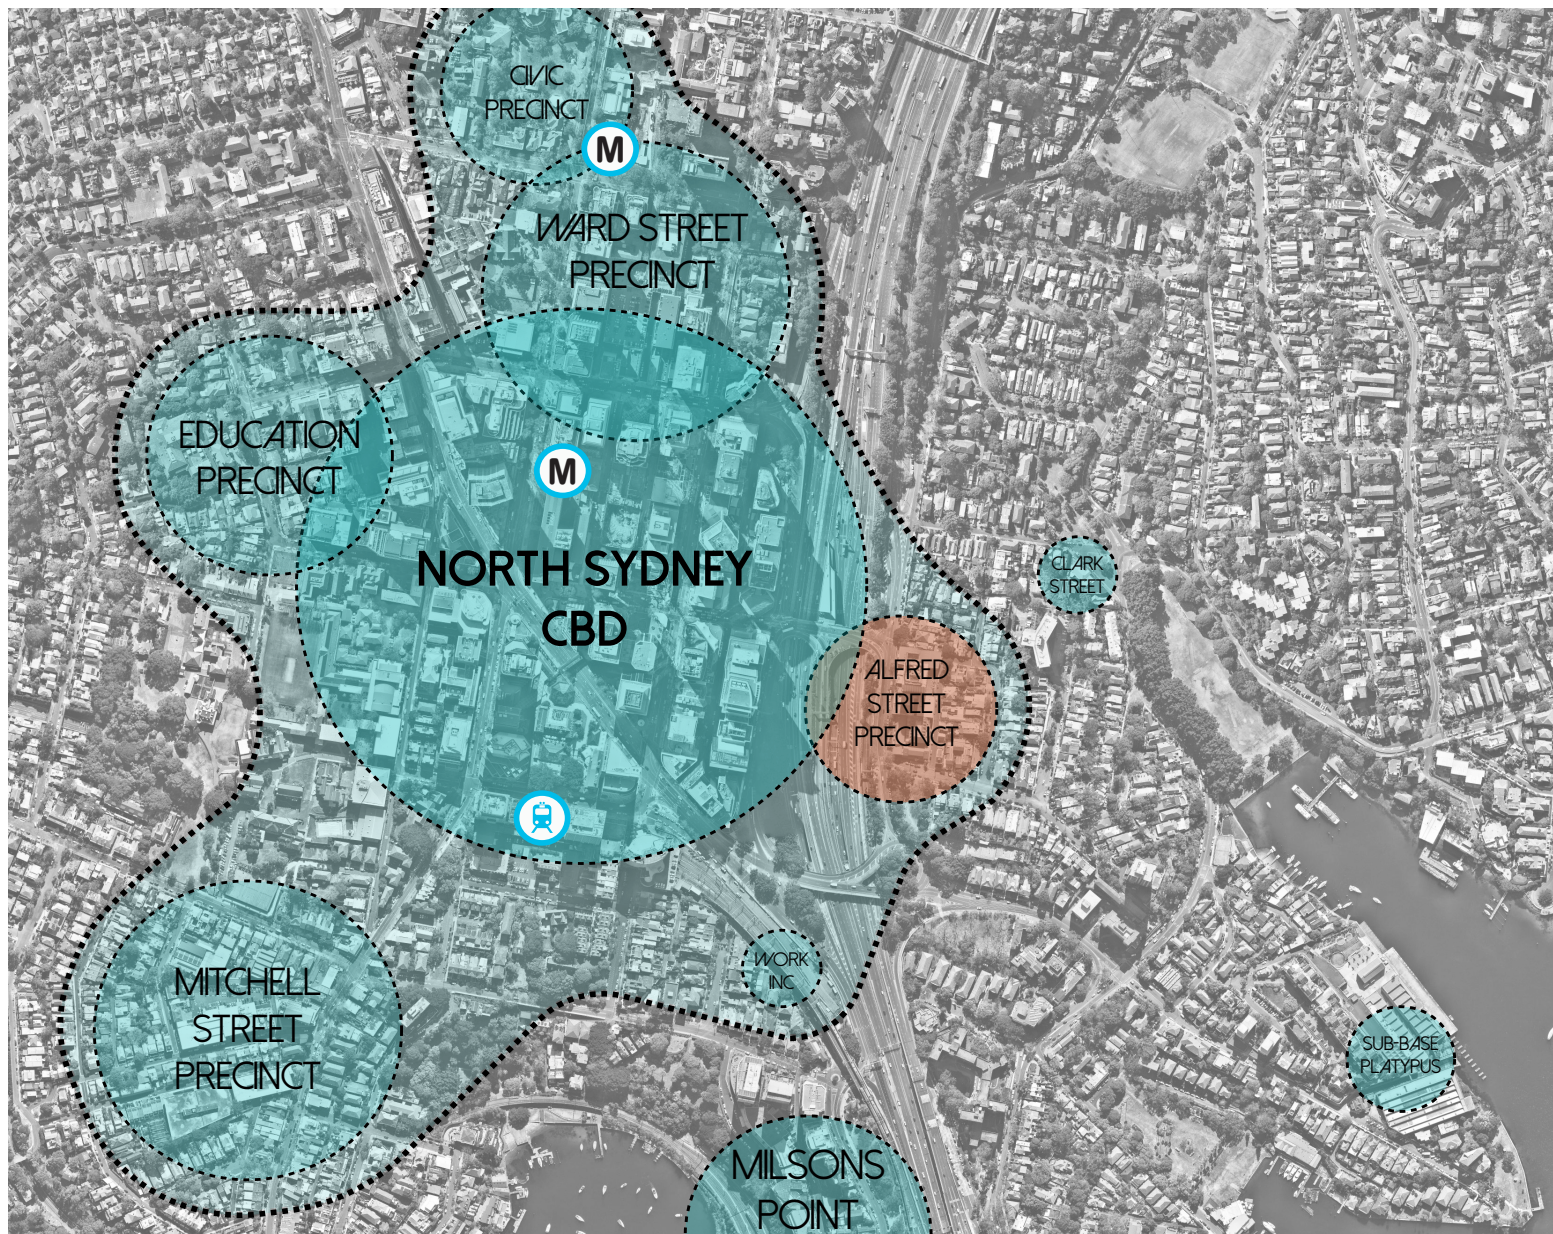 CIVIC
PRECINCT
M
WARD STREET
PRECINCT
EDUCATION
PRECINCT
M
NORTH SYDNEY
CBD
CLARK
STREET
ALFRED
STREET
PRECINCT
WORK
INC
MITCHELL
STREET
PRECINCT
SUB-BASE
PLATYPUS
MILSONS
POINT